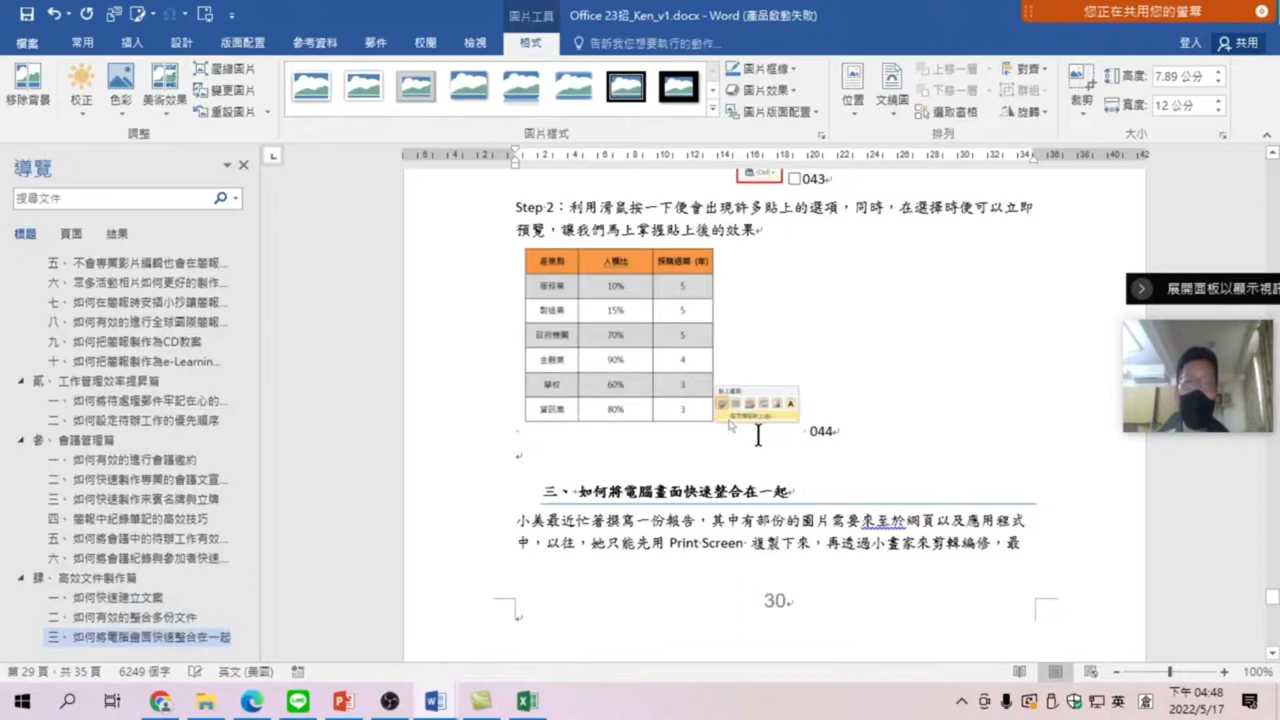 圖片工具
Office 23招_Ken_v1.docx - Word (產品啟動失敗)
您正在共用您的螢幕
檔案 常用 插入 設計 版面配置 參考資料 郵件 校閱 檢視 格式 告訴我您想要執行的動作... 登入 共用
移除背景 校正 色彩 美術效果
壓縮圖片
變更圖片
重設圖片
調整
圖片樣式
圖片框線
圖片效果
圖片版面配置
位置 文繞圖
上移一層
下移一層
選取窗格
對齊
群組
旋轉
排列
裁剪
高度: 7.89 公分
寬度: 12 公分
大小
導覽
搜尋文件
標題 頁面 結果
五、 不會專業影片編輯也會在簡報...
六、 眾多活動相片如何更好的製作...
七、 如何在簡報時安插小抄讓簡報...
八、 如何有效的進行全球國際簡報...
九、 如何把簡報製作為CD教案
十、 如何把簡報製作為e-Learnin...
貳、 工作管理效率提昇篇
一、 如何將待處理郵件牢記在心的...
二、 如何設定待辦工作的優先順序
參、 會議管理篇
一、 如何有效的進行會議邀約
二、 如何快速製作專業的會議文宣...
三、 如何快速製作來賓名牌與立牌
四、 簡報中紀錄筆記的高效技巧
五、 如何將會議中的待辦工作有效...
六、 如何將會議紀錄與參加者快速...
肆、 高效文件製作篇
一、 如何快速建立文案
二、 如何有效的整合多份文件
三、 如何將電腦畫面快速整合在一起
(Ctrl)
043
Step 2：利用滑鼠按一下便會出現許多貼上的選項，同時，在選擇時便可以立即
預覽，讓我們馬上掌握貼上後的效果
產業別 人機比 採購週期 (年)
服務業 10% 5
製造業 15% 5
政府機關 70% 5
金融業 90% 4
學校 60% 3
資訊業 80% 3
044
三、 如何將電腦畫面快速整合在一起
小美最近忙著撰寫一份報告，其中有部份的圖片需要來至於網頁以及應用程式
中，以往，她只能先用 Print Screen 複製下來，再透過小畫家來剪輯編修，最
30
展開面板以顯示視訊
第 29 頁，共 35 頁 6249 個字 英文 (美國) 100%
英
下午 04:48
2022/5/17